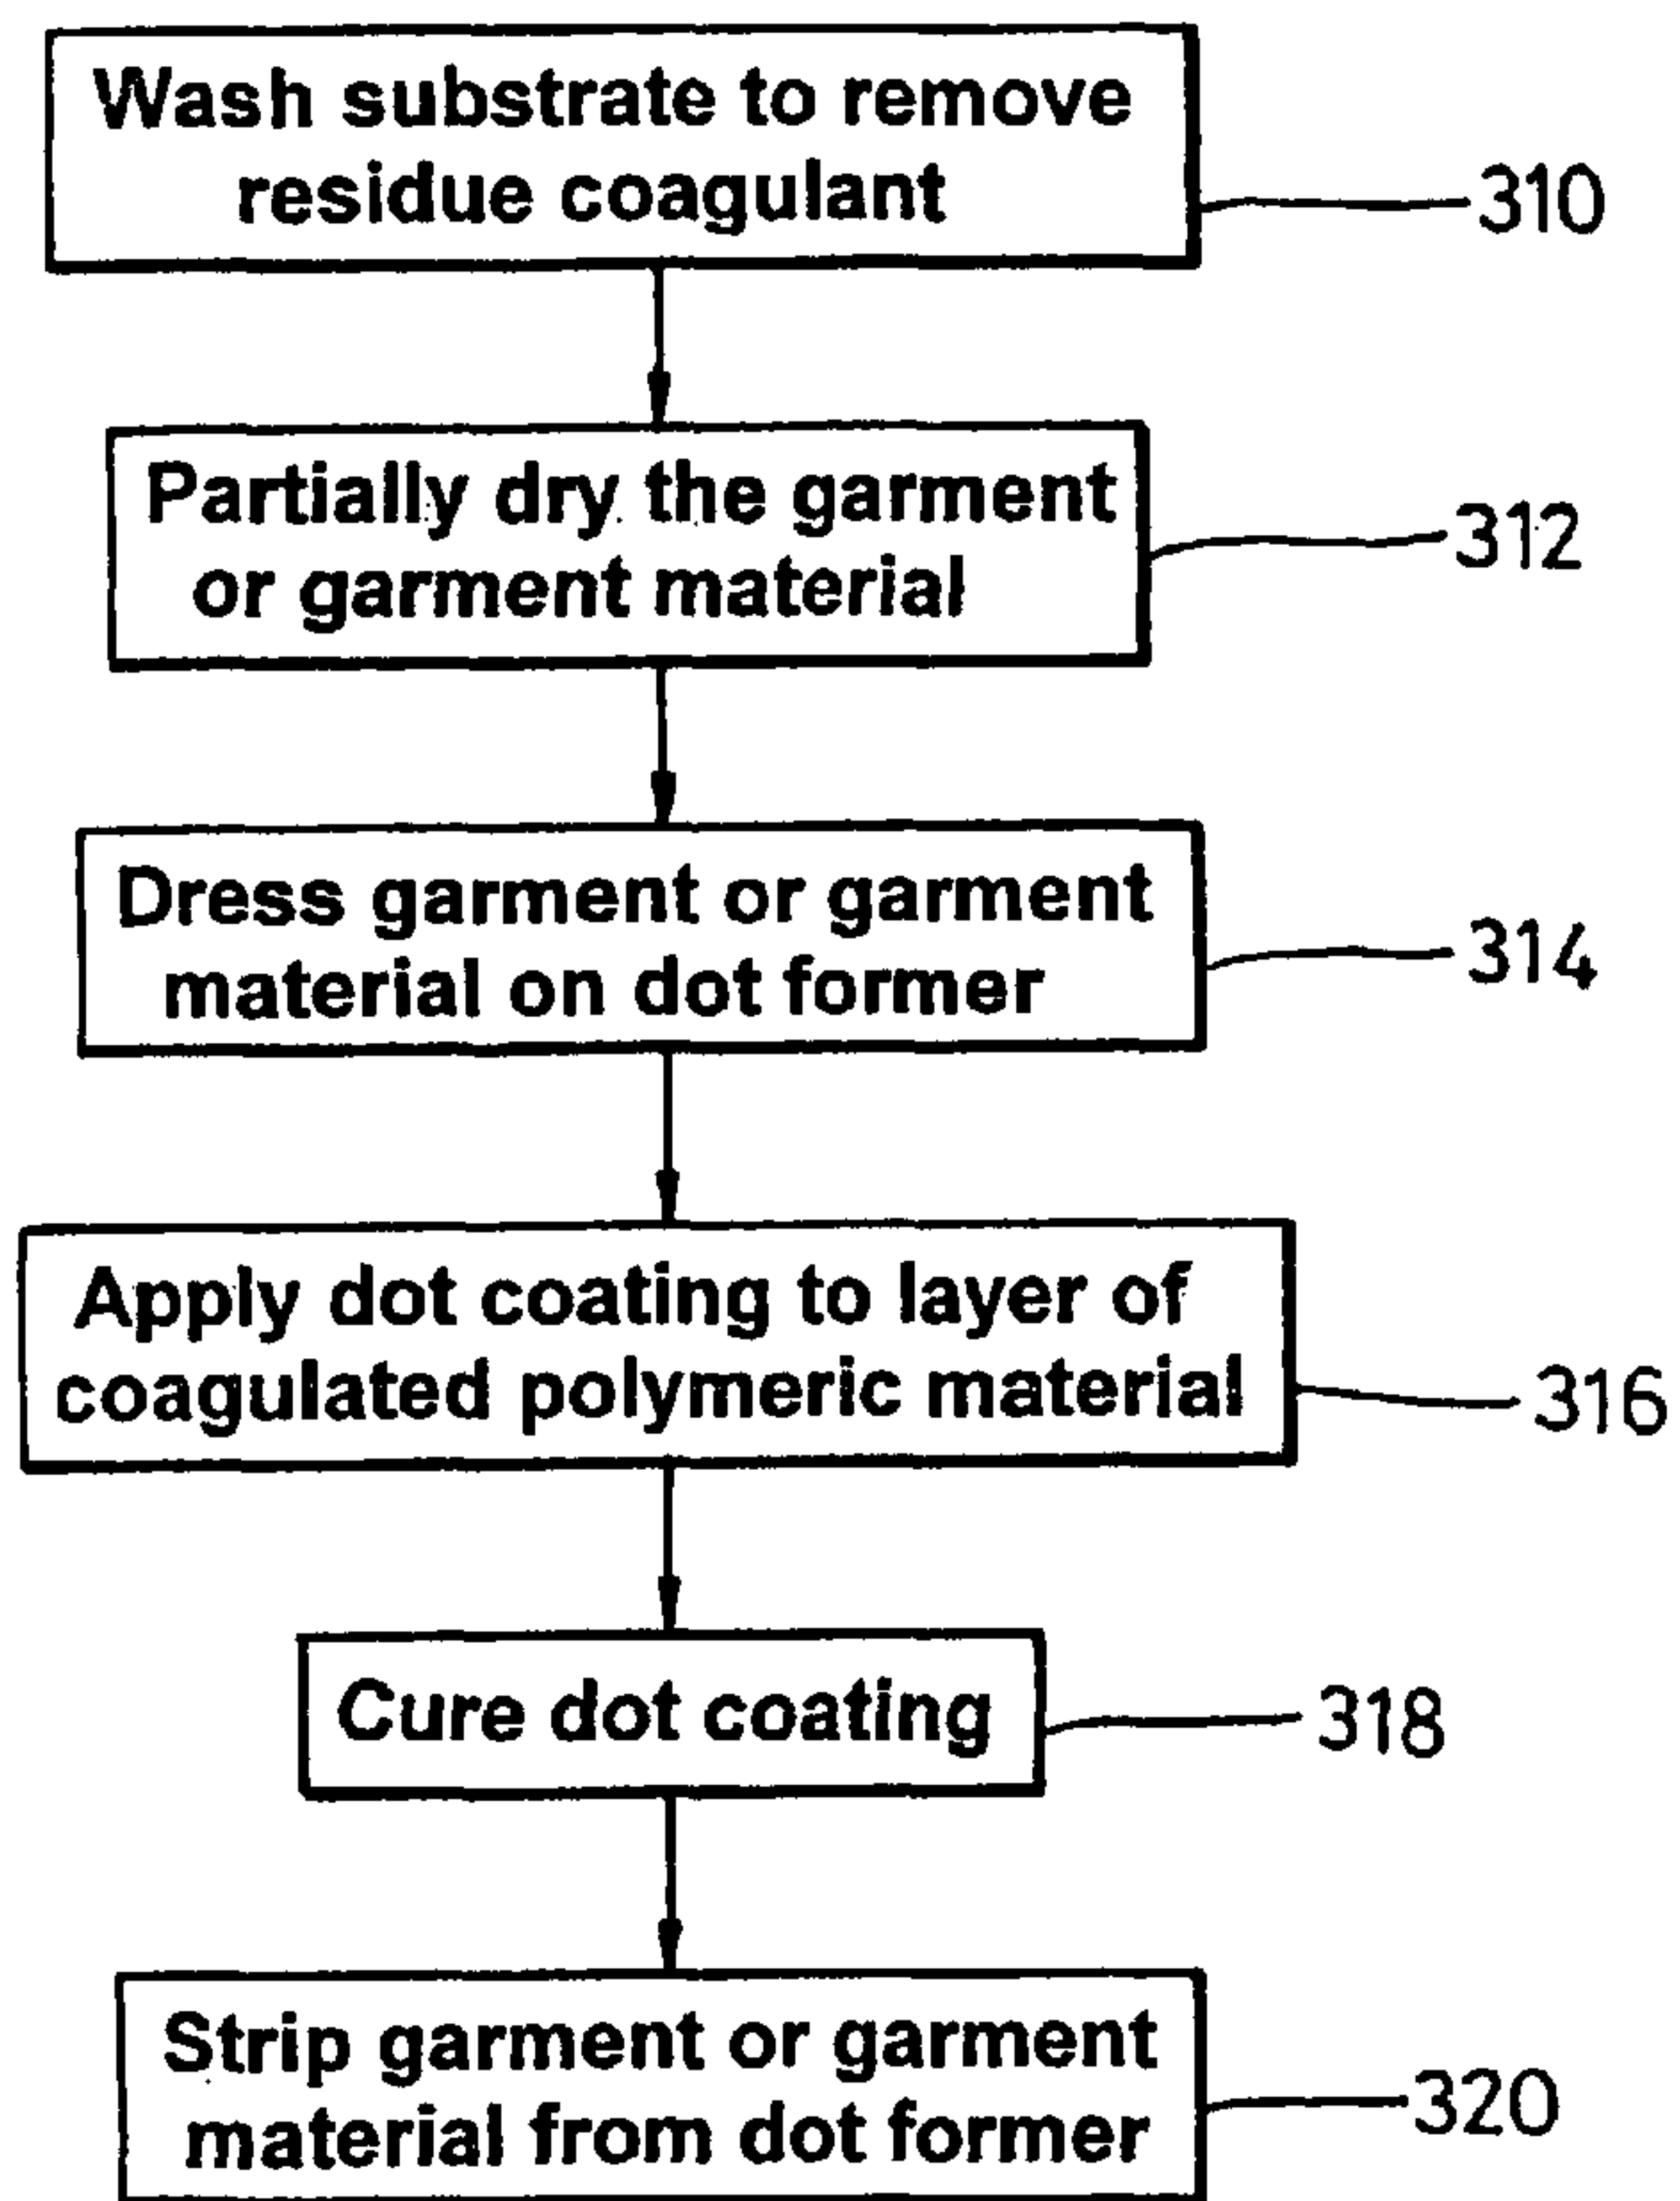 Wash substrate to remove
residue coagulant
310
Partially dry the garment
or garment material
312
Dress garment or garment
material on dot former
314
Apply dot coating to layer of
coagulated polymeric material
316
Cure dot coating
318
Strip garment or garment
material from dot former
320